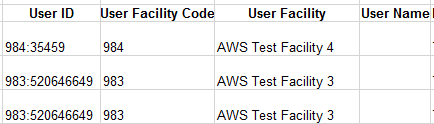 User ID User Facility Code User Facility User Name
984:35459 984 AWS Test Facility 4
983:520646649 983 AWS Test Facility 3
983:520646649 983 AWS Test Facility 3